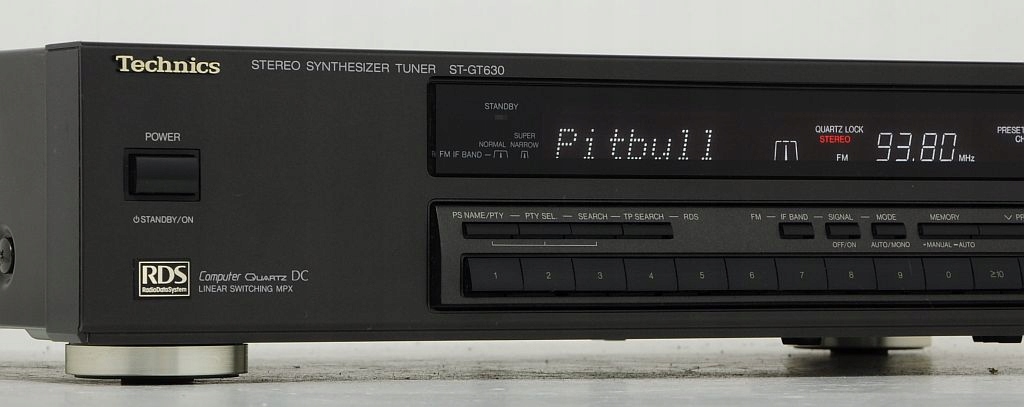 Technics STEREO SYNTHESIZER TUNER ST-GT630
STANDBY
SUPER
NORMAL NARROW
FM IF BAND
Pitbull
QUARTZ LOCK
STEREO
FM
93.80 MHz
PRESET
CH
POWER
⏻STANDBY/ON
RDS
RadioDataSystem
Computer QUARTZ DC
LINEAR SWITCHING MPX
PS NAME/PTY — PTY SEL. — SEARCH — TP SEARCH — RDS
FM — IF BAND — SIGNAL — MODE MEMORY ∨ PR
OFF/ON AUTO/MONO •MANUAL –AUTO
1 2 3 4 5 6 7 8 9 0 ≥10